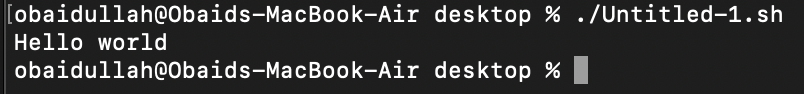 [obaidullah@Obaids-MacBook-Air desktop % ./Untitled-1.sh
Hello world
obaidullah@Obaids-MacBook-Air desktop %